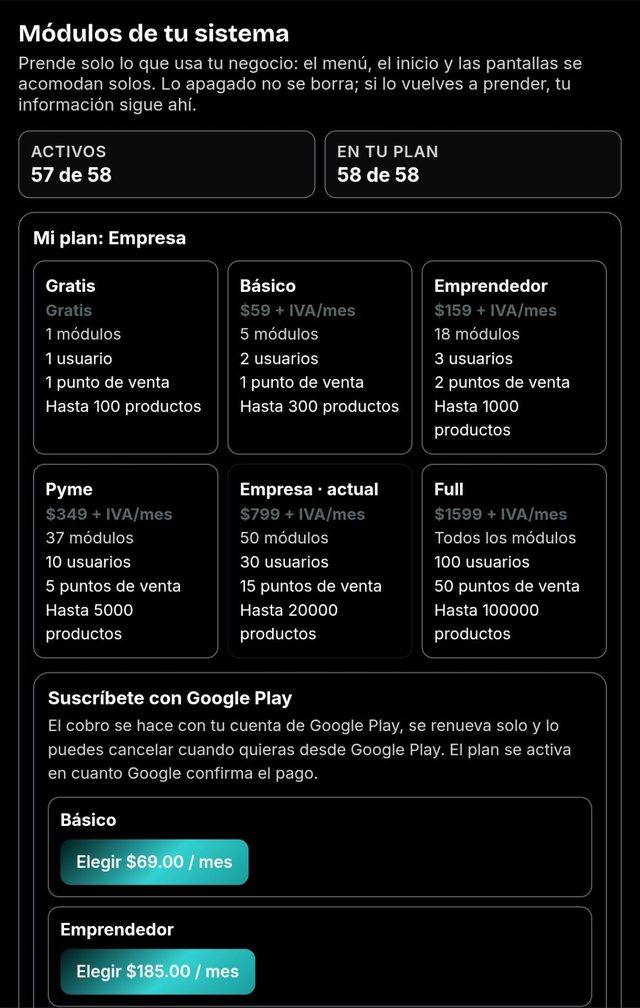 Módulos de tu sistema
Prende solo lo que usa tu negocio: el menú, el inicio y las pantallas se
acomodan solos. Lo apagado no se borra; si lo vuelves a prender, tu
información sigue ahí.
ACTIVOS
57 de 58
EN TU PLAN
58 de 58
Mi plan: Empresa
Gratis
Gratis
1 módulos
1 usuario
1 punto de venta
Hasta 100 productos
Básico
$59 + IVA/mes
5 módulos
2 usuarios
1 punto de venta
Hasta 300 productos
Emprendedor
$159 + IVA/mes
18 módulos
3 usuarios
2 puntos de venta
Hasta 1000
productos
Pyme
$349 + IVA/mes
37 módulos
10 usuarios
5 puntos de venta
Hasta 5000
productos
Empresa · actual
$799 + IVA/mes
50 módulos
30 usuarios
15 puntos de venta
Hasta 20000
productos
Full
$1599 + IVA/mes
Todos los módulos
100 usuarios
50 puntos de venta
Hasta 100000
productos
Suscríbete con Google Play
El cobro se hace con tu cuenta de Google Play, se renueva solo y lo
puedes cancelar cuando quieras desde Google Play. El plan se activa
en cuanto Google confirma el pago.
Básico
Elegir $69.00 / mes
Emprendedor
Elegir $185.00 / mes